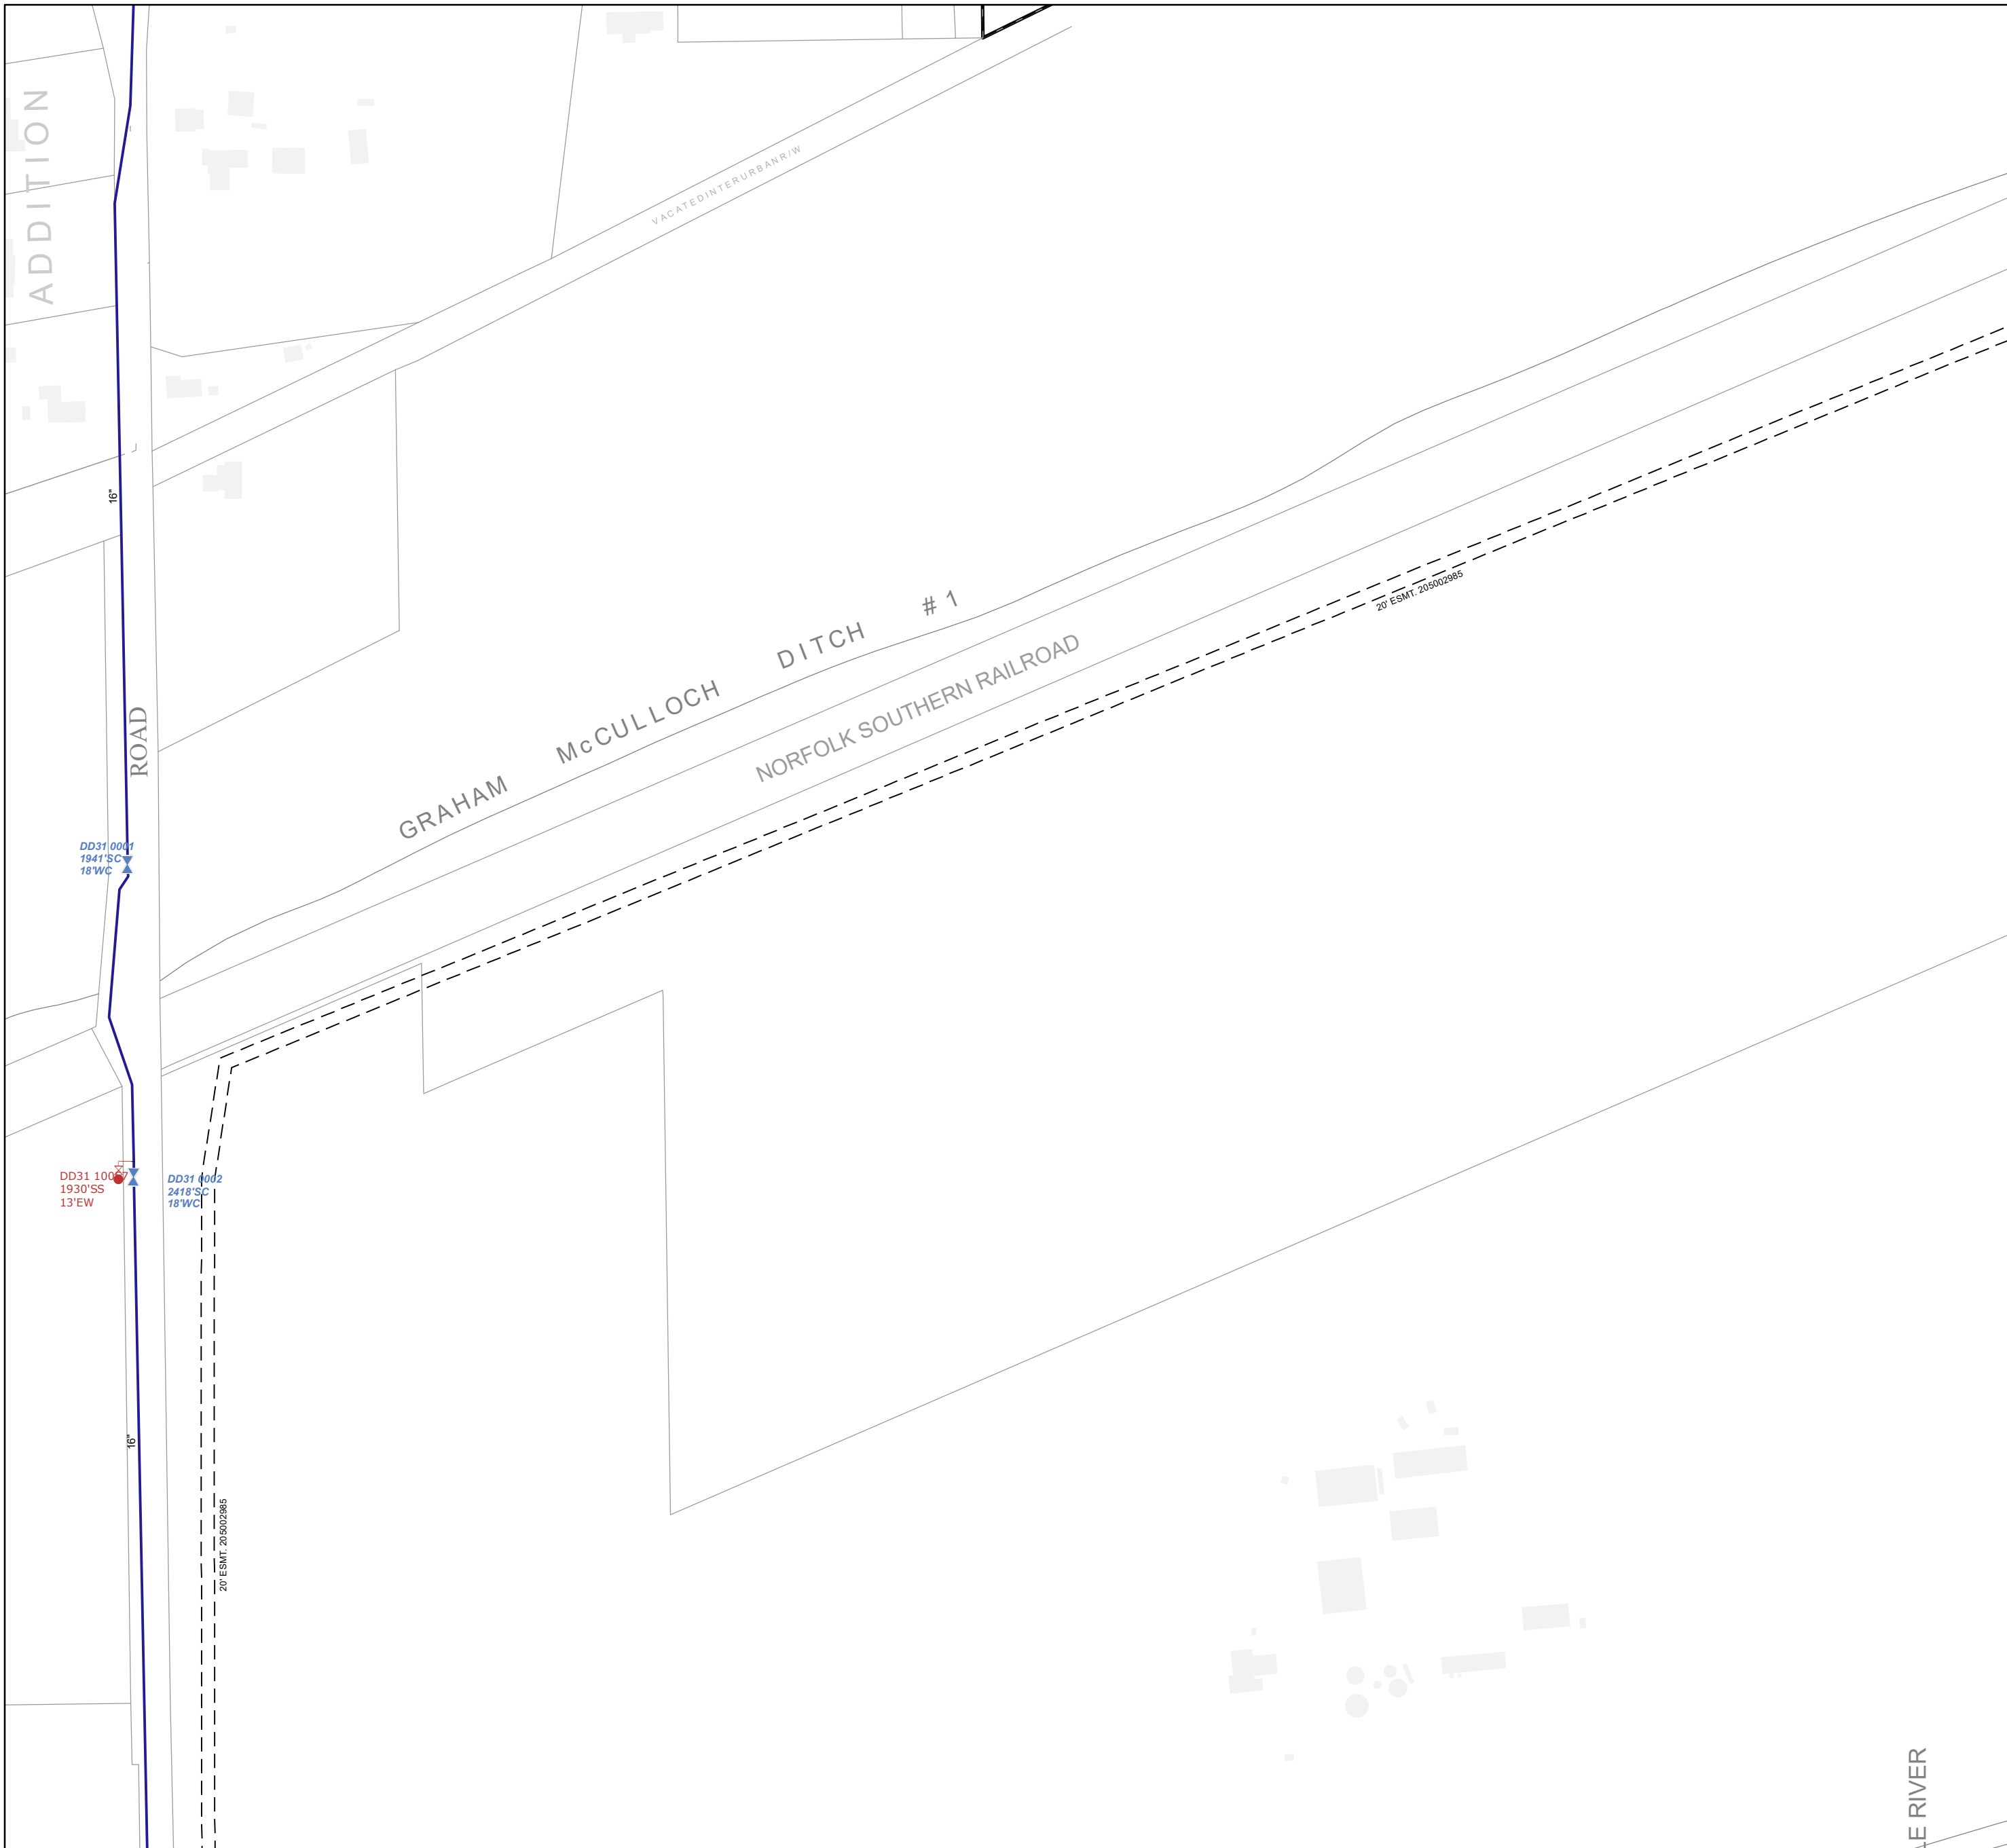 ADDITION
VACATED INTERURBAN R/W
16"
20' ESMT. 205002985
GRAHAM McCULLOCH DITCH # 1
NORFOLK SOUTHERN RAILROAD
ROAD
DD31 0001
1941'SC
18'WC
DD31
1930'SS
13'EW
DD31 0002
2418'SC
18'WC
16"
20' ESMT. 205002985
E RIVER